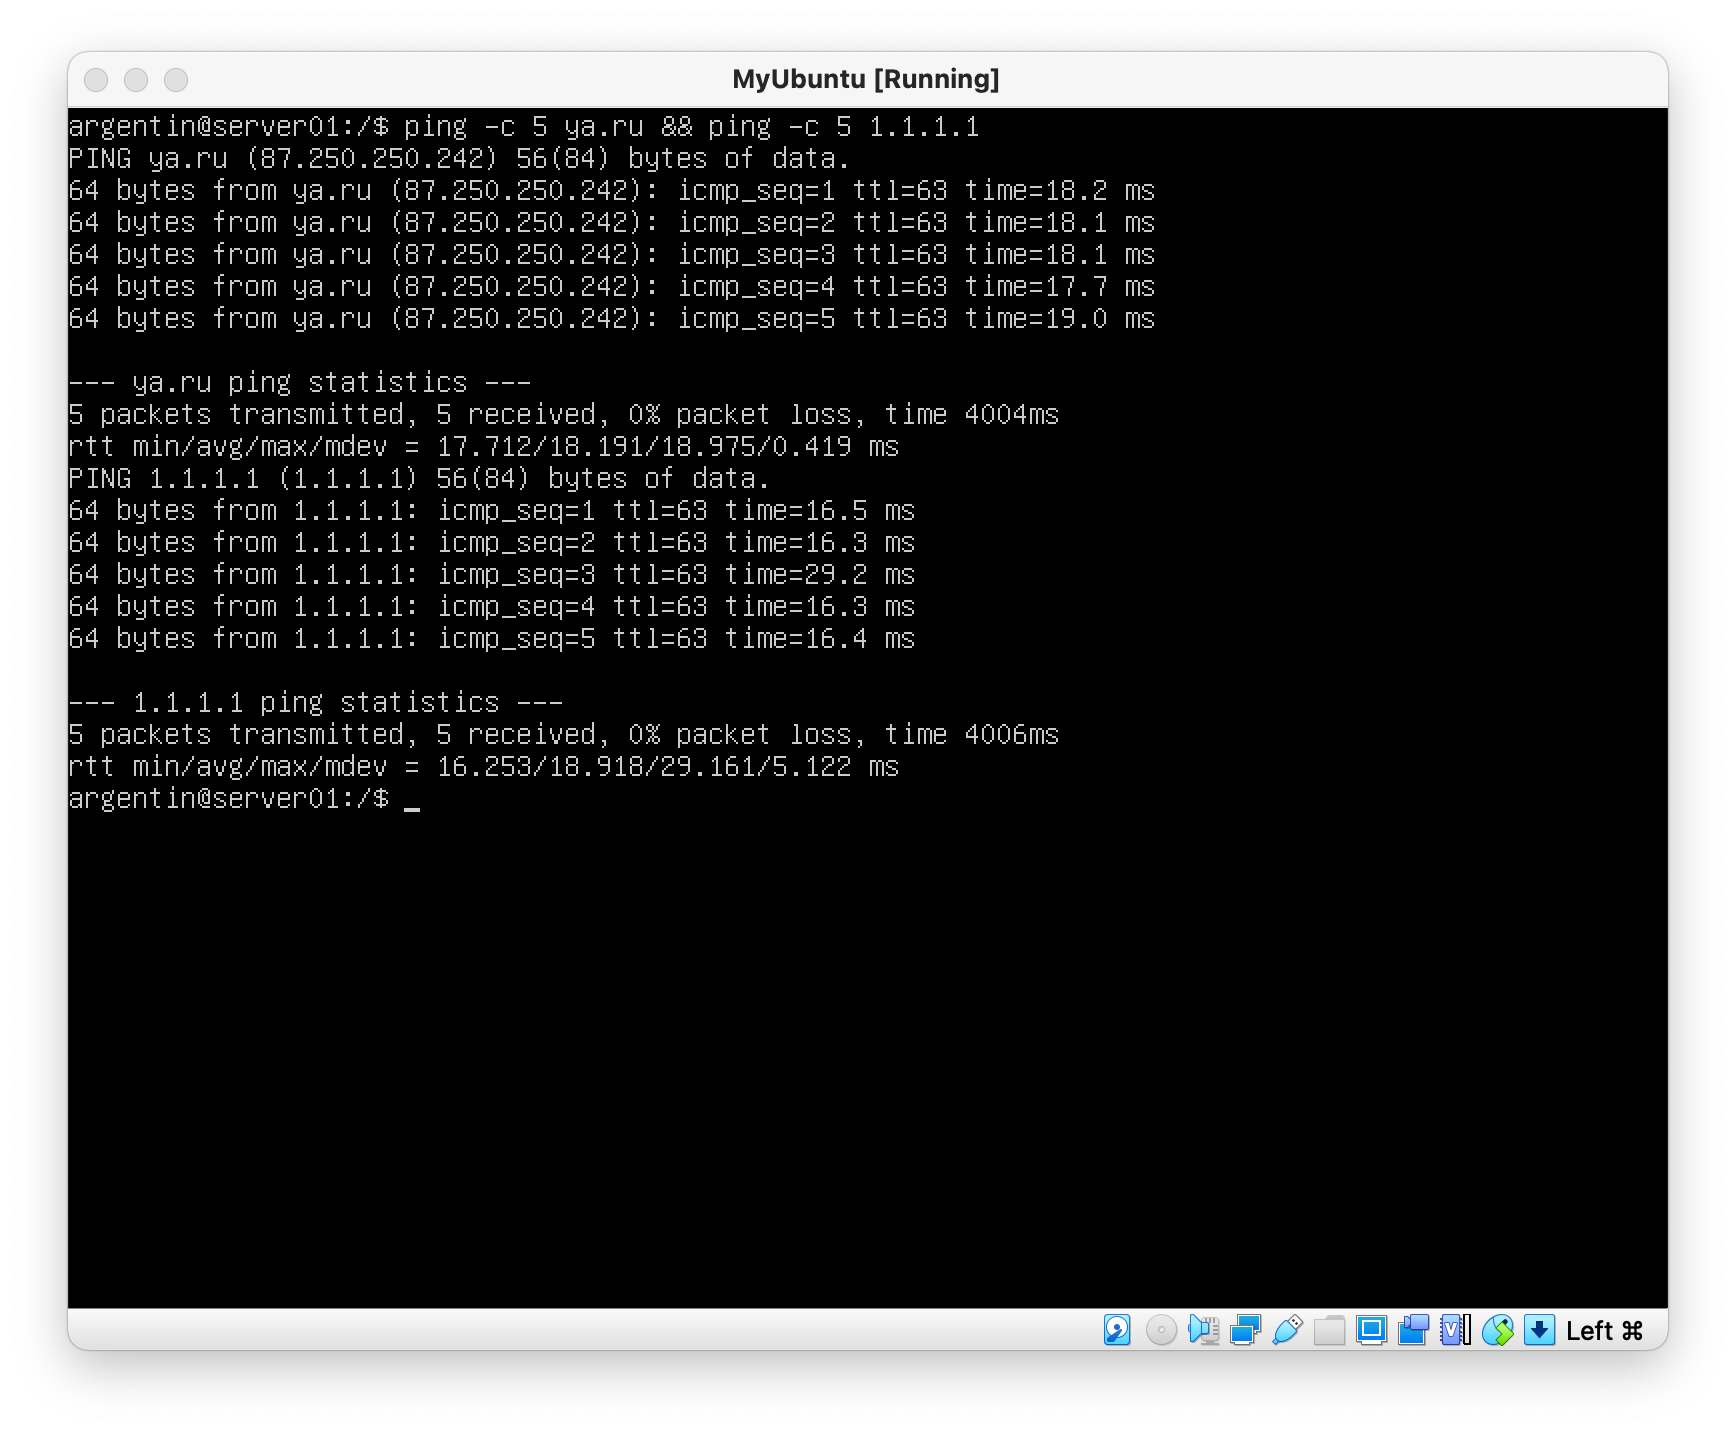 MyUbuntu [Running]
argentin@server01:/$ ping -c 5 ya.ru && ping -c 5 1.1.1.1
PING ya.ru (87.250.250.242) 56(84) bytes of data.
64 bytes from ya.ru (87.250.250.242): icmp_seq=1 ttl=63 time=18.2 ms
64 bytes from ya.ru (87.250.250.242): icmp_seq=2 ttl=63 time=18.1 ms
64 bytes from ya.ru (87.250.250.242): icmp_seq=3 ttl=63 time=18.1 ms
64 bytes from ya.ru (87.250.250.242): icmp_seq=4 ttl=63 time=17.7 ms
64 bytes from ya.ru (87.250.250.242): icmp_seq=5 ttl=63 time=19.0 ms

--- ya.ru ping statistics ---
5 packets transmitted, 5 received, 0% packet loss, time 4004ms
rtt min/avg/max/mdev = 17.712/18.191/18.975/0.419 ms
PING 1.1.1.1 (1.1.1.1) 56(84) bytes of data.
64 bytes from 1.1.1.1: icmp_seq=1 ttl=63 time=16.5 ms
64 bytes from 1.1.1.1: icmp_seq=2 ttl=63 time=16.3 ms
64 bytes from 1.1.1.1: icmp_seq=3 ttl=63 time=29.2 ms
64 bytes from 1.1.1.1: icmp_seq=4 ttl=63 time=16.3 ms
64 bytes from 1.1.1.1: icmp_seq=5 ttl=63 time=16.4 ms

--- 1.1.1.1 ping statistics ---
5 packets transmitted, 5 received, 0% packet loss, time 4006ms
rtt min/avg/max/mdev = 16.253/18.918/29.161/5.122 ms
argentin@server01:/$ _
Left ⌘